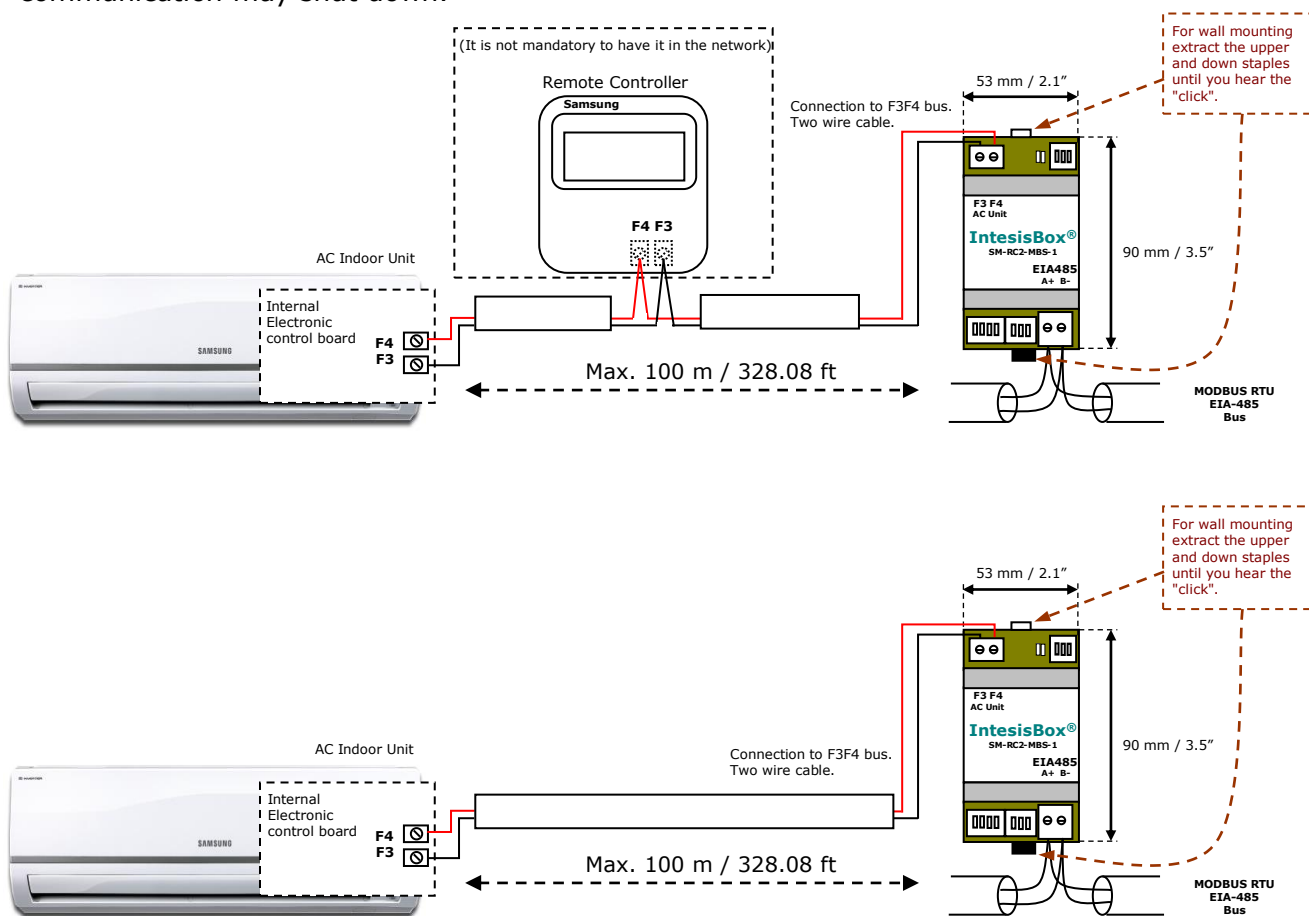 communication may shut down.
(It is not mandatory to have it in the network)
Remote Controller
Samsung
F4 F3
Connection to F3F4 bus.
Two wire cable.
53 mm / 2.1”
For wall mounting
extract the upper
and down staples
until you hear the
"click".
F3 F4
AC Unit
IntesisBox®
SM-RC2-MBS-1
EIA485
A+ B-
90 mm / 3.5”
AC Indoor Unit
Internal
Electronic
control board
F4
F3
SAMSUNG
Max. 100 m / 328.08 ft
MODBUS RTU
EIA-485
Bus
For wall mounting
extract the upper
and down staples
until you hear the
"click".
53 mm / 2.1”
F3 F4
AC Unit
IntesisBox®
SM-RC2-MBS-1
EIA485
A+ B-
90 mm / 3.5”
AC Indoor Unit
Connection to F3F4 bus.
Two wire cable.
Internal
Electronic
control board
F4
F3
SAMSUNG
Max. 100 m / 328.08 ft
MODBUS RTU
EIA-485
Bus